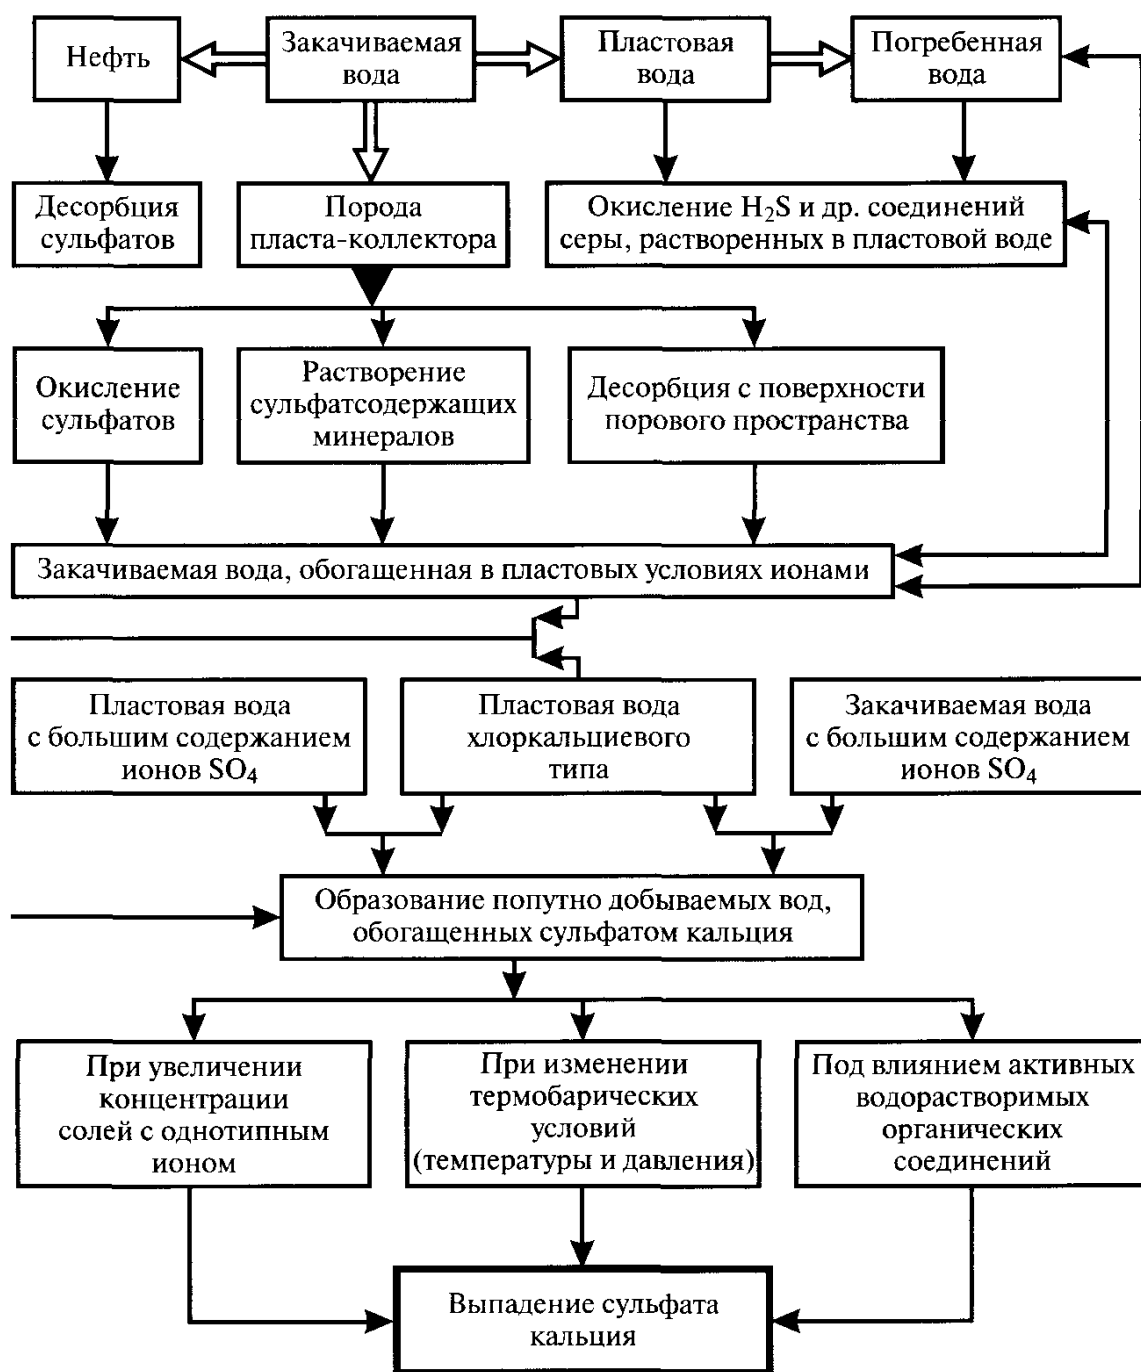 Нефть
Закачиваемая
вода
Пластовая
вода
Погребенная
вода
Десорбция
сульфатов
Порода
пласта-коллектора
Окисление H₂S и др. соединений
серы, растворенных в пластовой воде
Окисление
сульфатов
Растворение
сульфатсодержащих
минералов
Десорбция с поверхности
порового пространства
Закачиваемая вода, обогащенная в пластовых условиях ионами
Пластовая вода
с большим содержанием
ионов SO₄
Пластовая вода
хлоркальциевого
типа
Закачиваемая вода
с большим содержанием
ионов SO₄
Образование попутно добываемых вод,
обогащенных сульфатом кальция
При увеличении
концентрации
солей с однотипным
ионом
При изменении
термобарических
условий
(температуры и давления)
Под влиянием активных
водорастворимых
органических
соединений
Выпадение сульфата
кальция